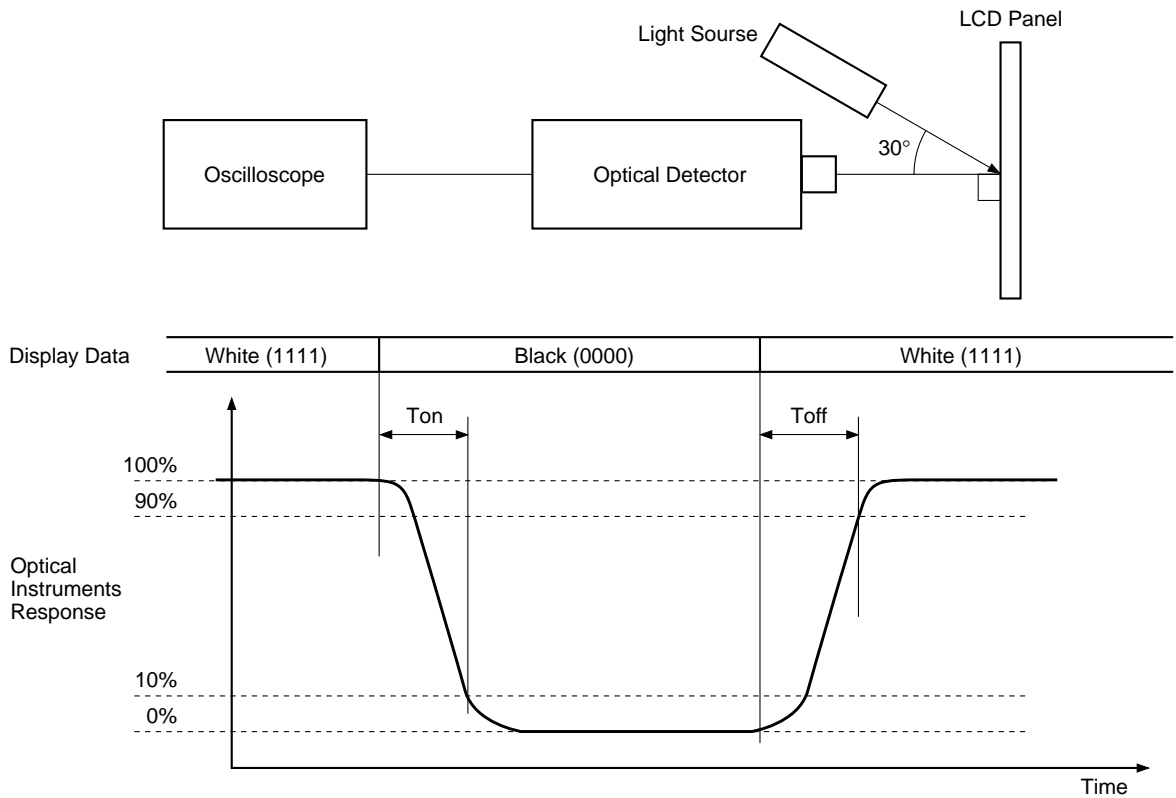 LCD Panel
Light Sourse
30°
Oscilloscope
Optical Detector
Display Data
White (1111)
Black (0000)
White (1111)
Ton
Toff
100%
90%
Optical
Instruments
Response
10%
0%
Time